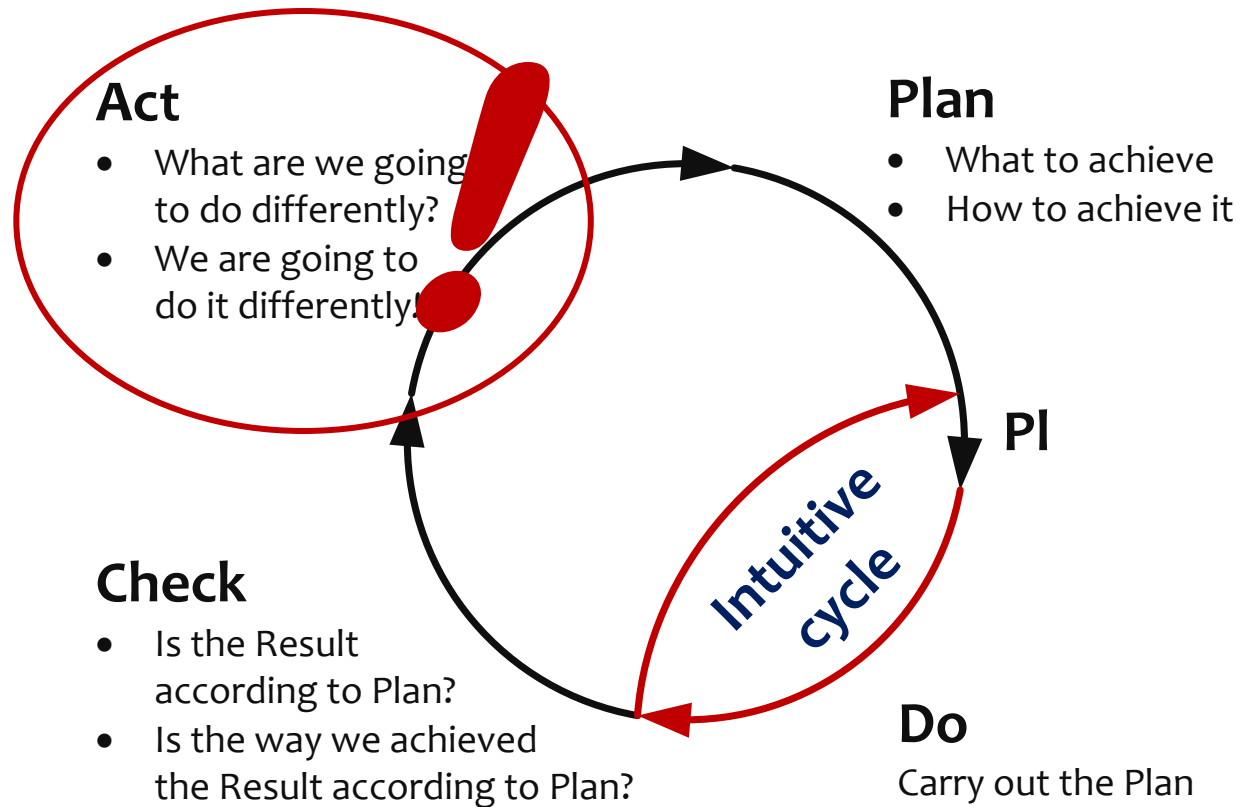 Act
• What are we going
to do differently?
• We are going to
do it differently!
Plan
• What to achieve
• How to achieve it
Pl
Intuitive
cycle
Check
• Is the Result
according to Plan?
• Is the way we achieved
the Result according to Plan?
Do
Carry out the Plan